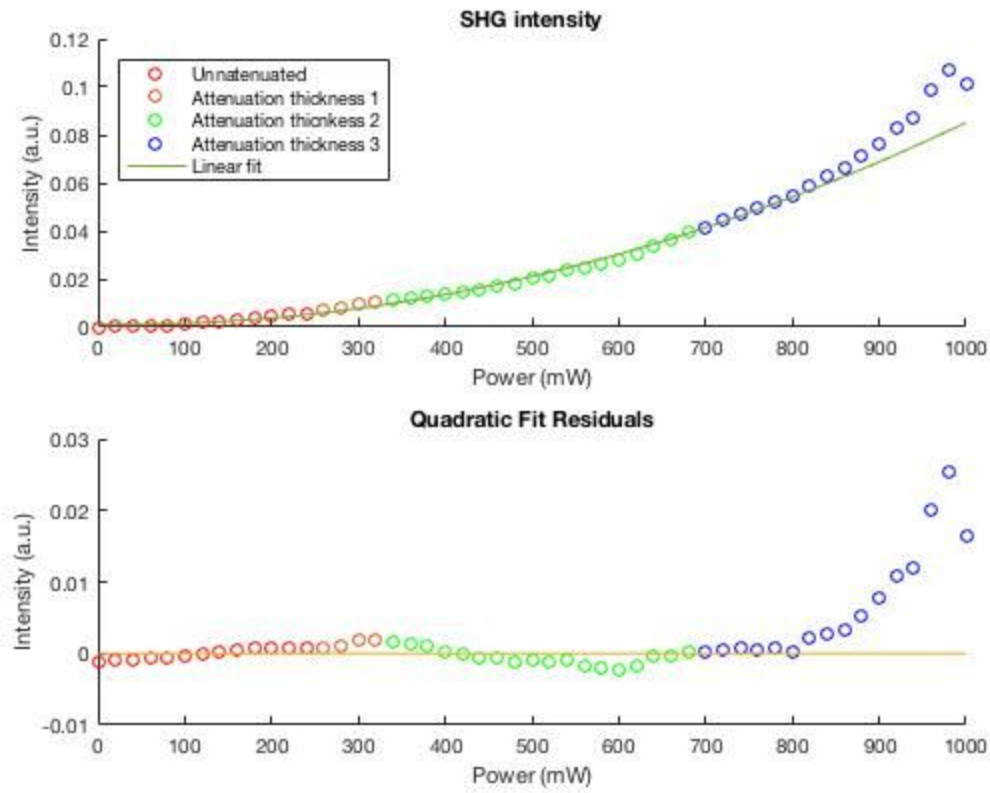 SHG intensity
Intensity (a.u.)
0.12
0.1
0.08
0.06
0.04
0.02
0
Unnatenuated
Attenuation thickness 1
Attenuation thionkess 2
Attenuation thickness 3
Linear fit
0 100 200 300 400 500 600 700 800 900 1000
Power (mW)
Quadratic Fit Residuals
Intensity (a.u.)
0.03
0.02
0.01
0
-0.01
0 100 200 300 400 500 600 700 800 900 1000
Power (mW)